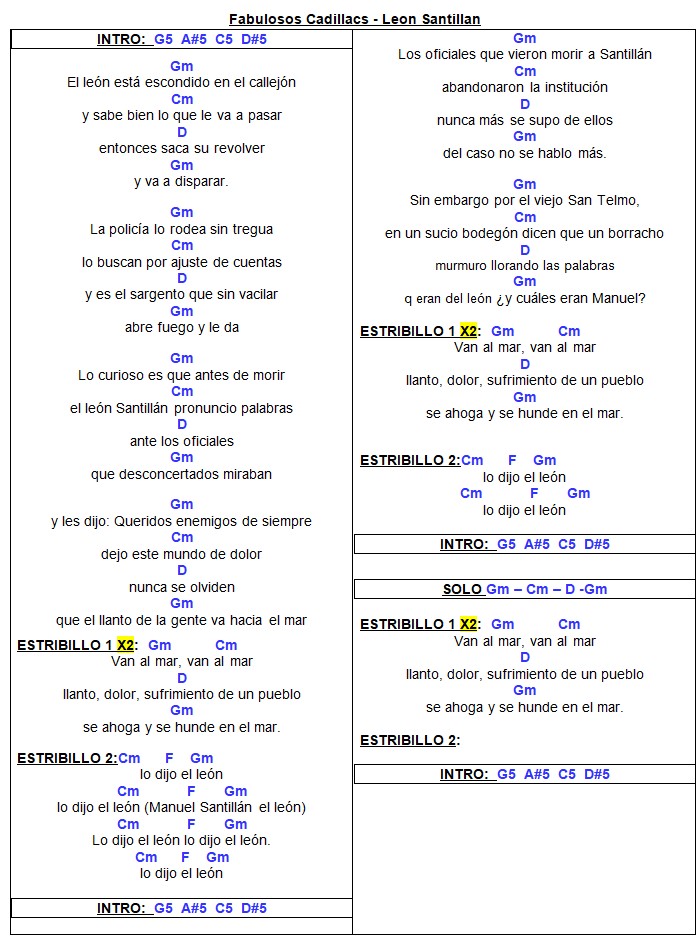 Fabulosos Cadillacs - Leon Santillan
INTRO: G5 A#5 C5 D#5
Gm
El león está escondido en el callejón
Cm
y sabe bien lo que le va a pasar
D
entonces saca su revolver
Gm
y va a disparar.
Gm
La policía lo rodea sin tregua
Cm
lo buscan por ajuste de cuentas
D
y es el sargento que sin vacilar
Gm
abre fuego y le da
Gm
Lo curioso es que antes de morir
Cm
el león Santillán pronuncio palabras
D
ante los oficiales
Gm
que desconcertados miraban
Gm
y les dijo: Queridos enemigos de siempre
Cm
dejo este mundo de dolor
D
nunca se olviden
Gm
que el llanto de la gente va hacia el mar
ESTRIBILLO 1 X2: Gm Cm
Van al mar, van al mar
D
llanto, dolor, sufrimiento de un pueblo
Gm
se ahoga y se hunde en el mar.
ESTRIBILLO 2:Cm F Gm
lo dijo el león
Cm F Gm
lo dijo el león (Manuel Santillán el león)
Cm F Gm
Lo dijo el león lo dijo el león.
Cm F Gm
lo dijo el león
INTRO: G5 A#5 C5 D#5
Gm
Los oficiales que vieron morir a Santillán
Cm
abandonaron la institución
D
nunca más se supo de ellos
Gm
del caso no se hablo más.
Gm
Sin embargo por el viejo San Telmo,
Cm
en un sucio bodegón dicen que un borracho
D
murmuro llorando las palabras
Gm
q eran del león ¿y cuáles eran Manuel?
ESTRIBILLO 1 X2: Gm Cm
Van al mar, van al mar
D
llanto, dolor, sufrimiento de un pueblo
Gm
se ahoga y se hunde en el mar.
ESTRIBILLO 2:Cm F Gm
lo dijo el león
Cm F Gm
lo dijo el león
INTRO: G5 A#5 C5 D#5
SOLO Gm – Cm – D -Gm
ESTRIBILLO 1 X2: Gm Cm
Van al mar, van al mar
D
llanto, dolor, sufrimiento de un pueblo
Gm
se ahoga y se hunde en el mar.
ESTRIBILLO 2:
INTRO: G5 A#5 C5 D#5